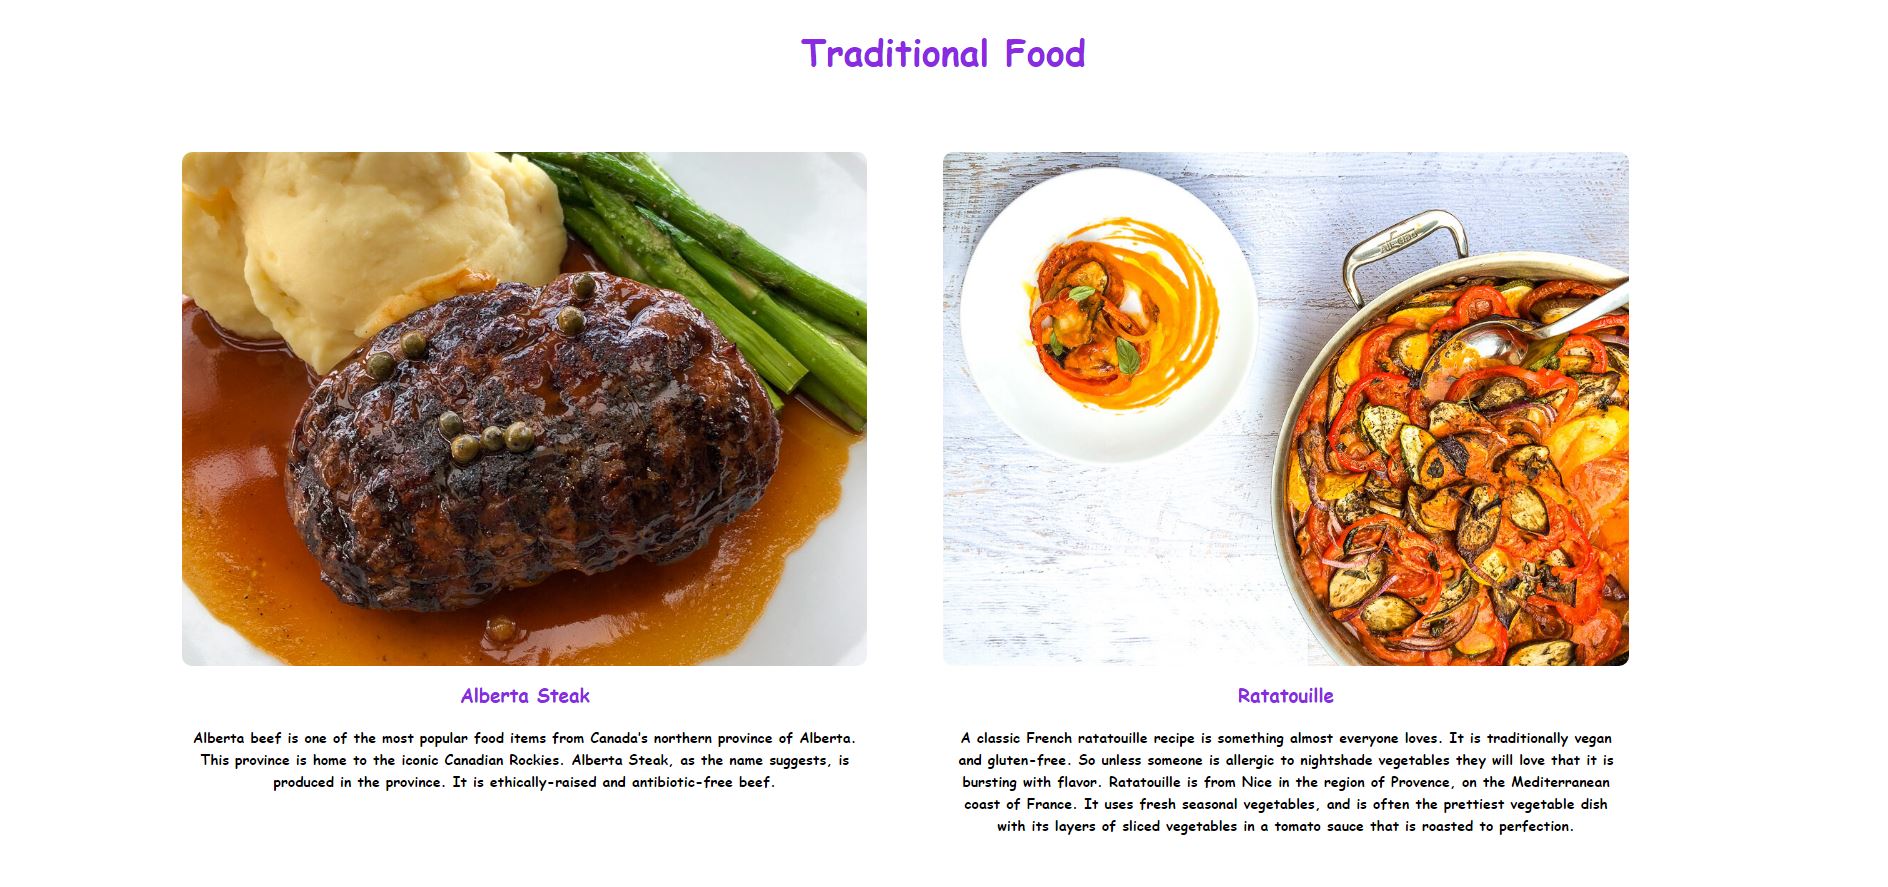 Traditional Food
Alberta Steak
Alberta beef is one of the most popular food items from Canada's northern province of Alberta.
This province is home to the iconic Canadian Rockies. Alberta Steak, as the name suggests, is
produced in the province. It is ethically-raised and antibiotic-free beef.
Ratatouille
A classic French ratatouille recipe is something almost everyone loves. It is traditionally vegan
and gluten-free. So unless someone is allergic to nightshade vegetables they will love that it is
bursting with flavor. Ratatouille is from Nice in the region of Provence, on the Mediterranean
coast of France. It uses fresh seasonal vegetables, and is often the prettiest vegetable dish
with its layers of sliced vegetables in a tomato sauce that is roasted to perfection.